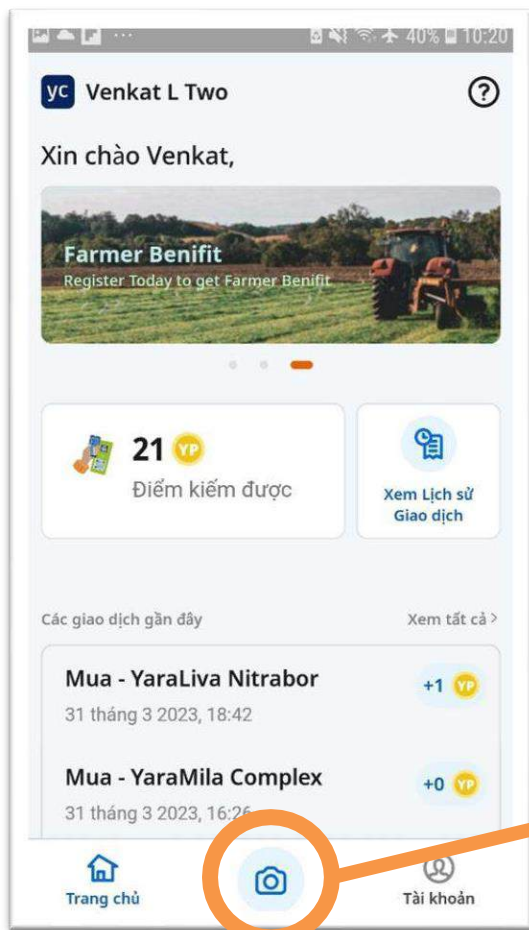 ... 40% 10:20
yc Venkat L Two ?
Xin chào Venkat,
Farmer Benifit
Register Today to get Farmer Benifit
21 YP
Điểm kiếm được
Xem Lịch sử
Giao dịch
Các giao dịch gần đây Xem tất cả >
Mua - YaraLiva Nitrabor +1 YP
31 tháng 3 2023, 18:42
Mua - YaraMila Complex +0 YP
31 tháng 3 2023, 16:26
Trang chủ Tài khoản